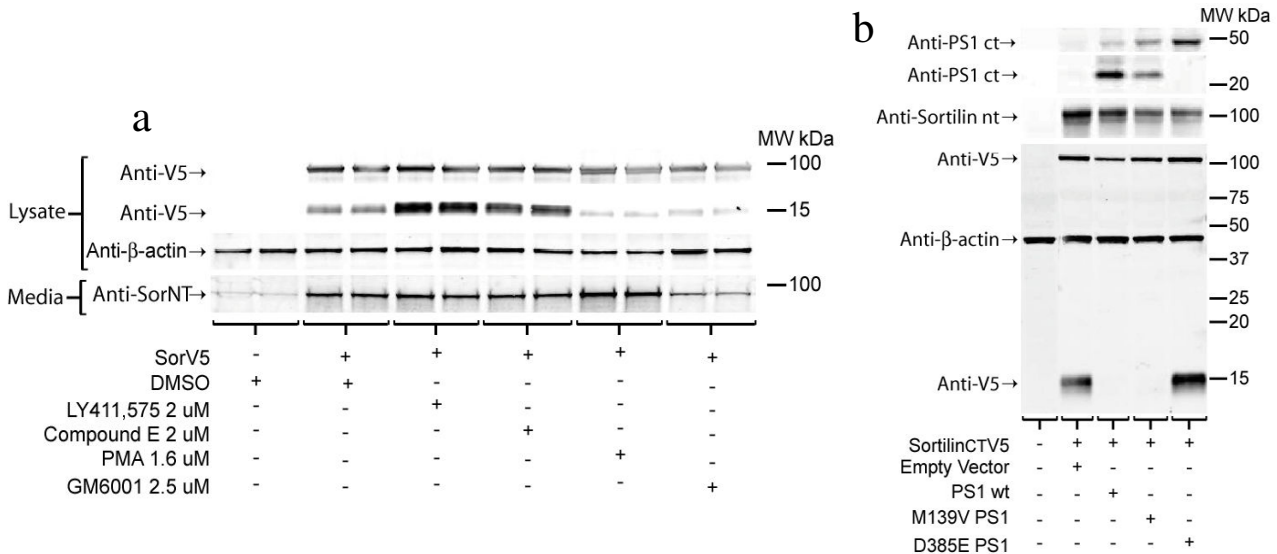 a
MW kDa
Lysate
Anti-V5→
100
Anti-V5→
15
Anti-β-actin→
Media
Anti-SorNT→
100
SorV5 - + + + + +
DMSO + + - - - -
LY411,575 2 uM - - + - - -
Compound E 2 uM - - - + - -
PMA 1.6 uM - - - - + -
GM6001 2.5 uM - - - - - +
b
MW kDa
Anti-PS1 ct→
50
Anti-PS1 ct→
20
Anti-Sortilin nt→
100
Anti-V5→
100
75
50
Anti-β-actin→
37
25
20
Anti-V5→
15
SortilinCTV5 - + + + +
Empty Vector - + - - -
PS1 wt - - + - -
M139V PS1 - - - + -
D385E PS1 - - - - +